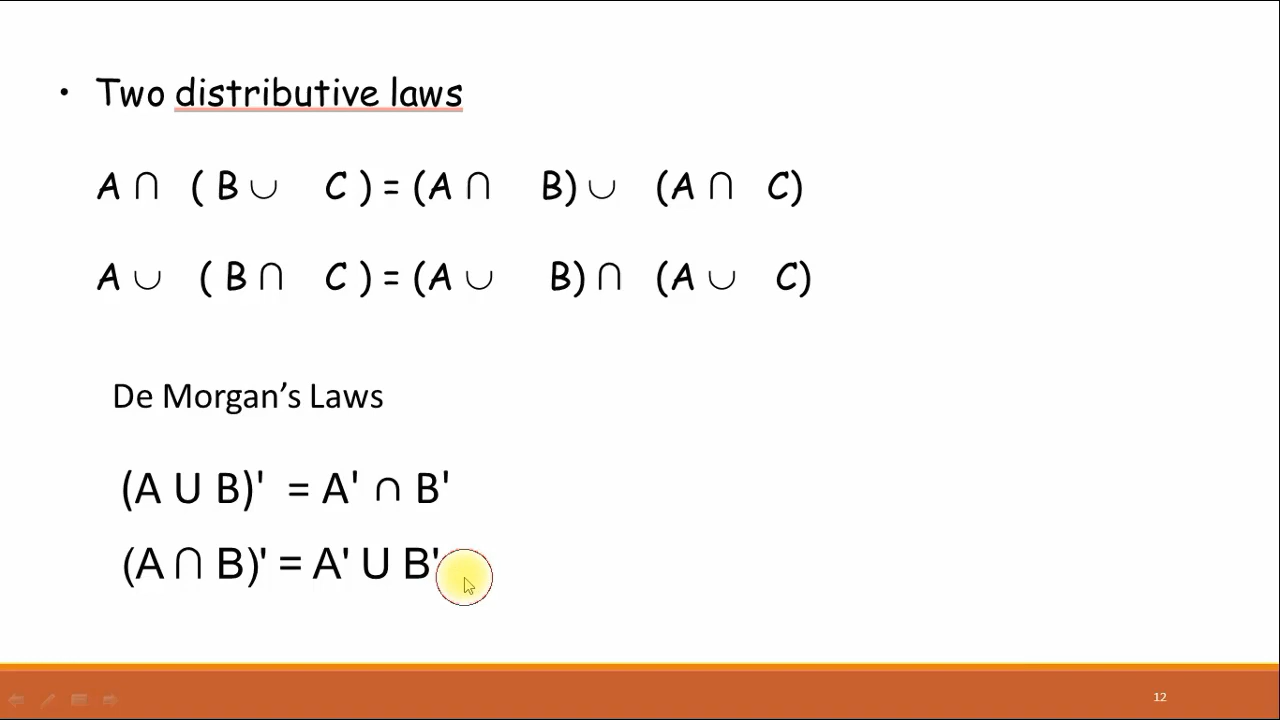 • Two distributive laws
A ∩ ( B ∪ C ) = (A ∩ B) ∪ (A ∩ C)
A ∪ ( B ∩ C ) = (A ∪ B) ∩ (A ∪ C)
De Morgan’s Laws
(A U B)' = A' ∩ B'
(A ∩ B)' = A' U B'
12